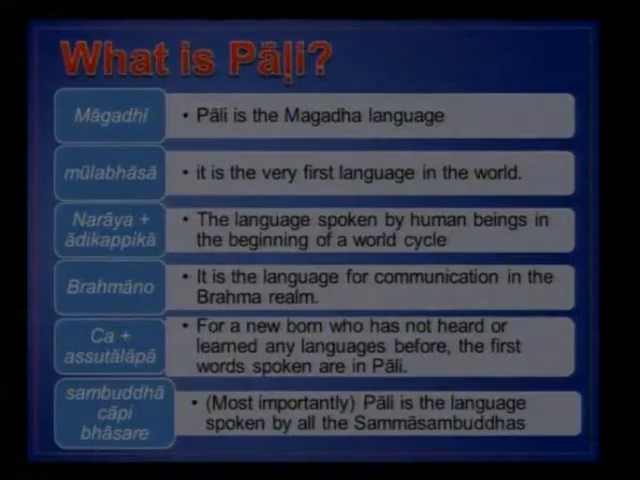 What is Pāḷi?
Māgadhī
• Pāli is the Magadha language
mūlabhāsā
• it is the very first language in the world.
Narāya +
ādikappikā
• The language spoken by human beings in
the beginning of a world cycle
Brahmāno
• It is the language for communication in the
Brahma realm.
Ca +
assutālāpā
• For a new born who has not heard or
learned any languages before, the first
words spoken are in Pāli.
sambuddhā
cāpi
bhāsare
• (Most importantly) Pāli is the language
spoken by all the Sammāsambuddhas